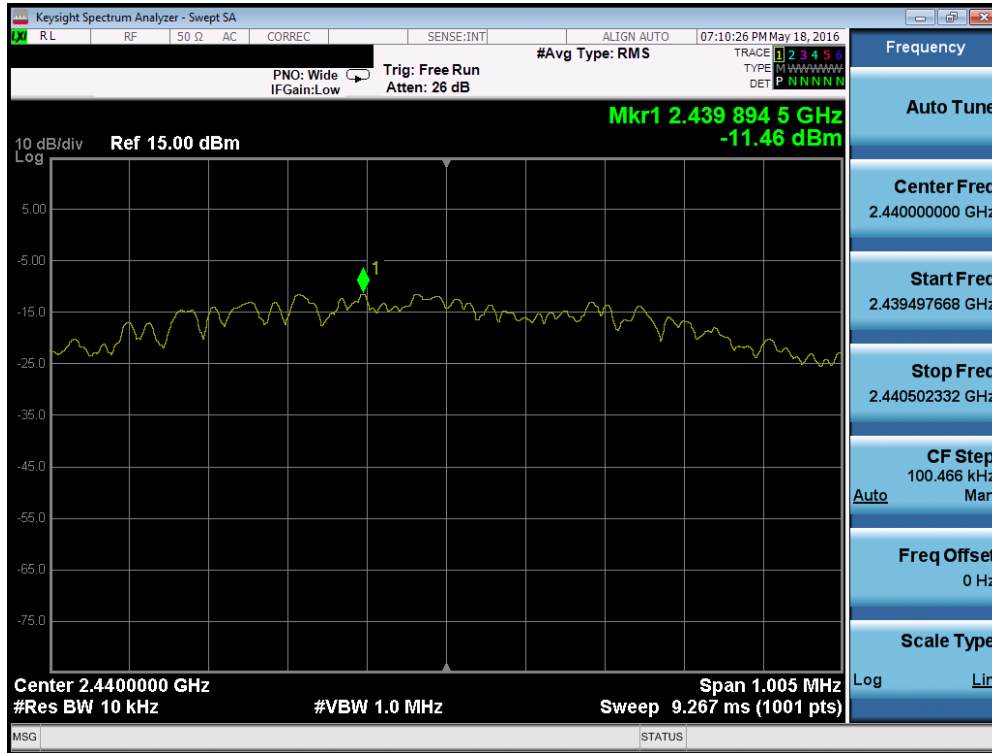 Keysight Spectrum Analyzer - Swept SA
LXI RL RF 50 Ω AC CORREC SENSE:INT ALIGN AUTO 07:10:26 PM May 18, 2016
#Avg Type: RMS TRACE 1 2 3 4 5 6
PNO: Wide Trig: Free Run TYPE M W W W W W
IFGain:Low Atten: 26 dB DET P N N N N N
Mkr1 2.439 894 5 GHz
-11.46 dBm
10 dB/div Ref 15.00 dBm
Log
5.00
-5.00
1
-15.0
-25.0
-35.0
-45.0
-55.0
-65.0
-75.0
Center 2.4400000 GHz Span 1.005 MHz
#Res BW 10 kHz #VBW 1.0 MHz Sweep 9.267 ms (1001 pts)
MSG STATUS
Frequency
Auto Tune
Center Freq
2.440000000 GHz
Start Freq
2.439497668 GHz
Stop Freq
2.440502332 GHz
CF Step
100.466 kHz
Auto Man
Freq Offset
0 Hz
Scale Type
Log Lin